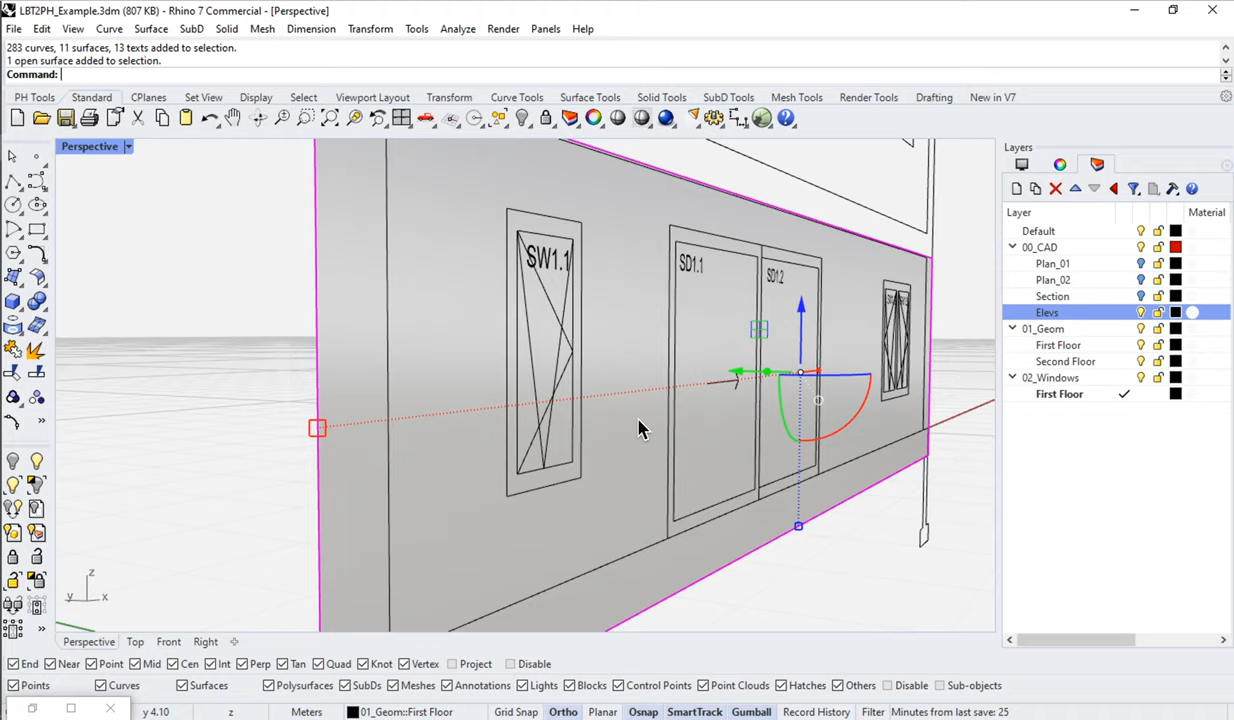 LBT2PH_Example.3dm (807 KB) - Rhino 7 Commercial - [Perspective]
File Edit View Curve Surface SubD Solid Mesh Dimension Transform Tools Analyze Render Panels Help
283 curves, 11 surfaces, 13 texts added to selection.
1 open surface added to selection.
Command:
PH Tools Standard CPlanes Set View Display Select Viewport Layout Transform Curve Tools Surface Tools Solid Tools SubD Tools Mesh Tools Render Tools Drafting New in V7
Perspective
Layers
Layer Material
Default
00_CAD
Plan_01
Plan_02
Section
Elevs
01_Geom
First Floor
Second Floor
02_Windows
First Floor
SW1.1
SD1.1
SD1.2
z
y x
Perspective Top Front Right
End Near Point Mid Cen Int Perp Tan Quad Knot Vertex Project Disable
Points Curves Surfaces Polysurfaces SubDs Meshes Annotations Lights Blocks Control Points Point Clouds Hatches Others Disable Sub-objects
y 4.10 z Meters 01_Geom::First Floor Grid Snap Ortho Planar Osnap SmartTrack Gumball Record History Filter Minutes from last save: 25